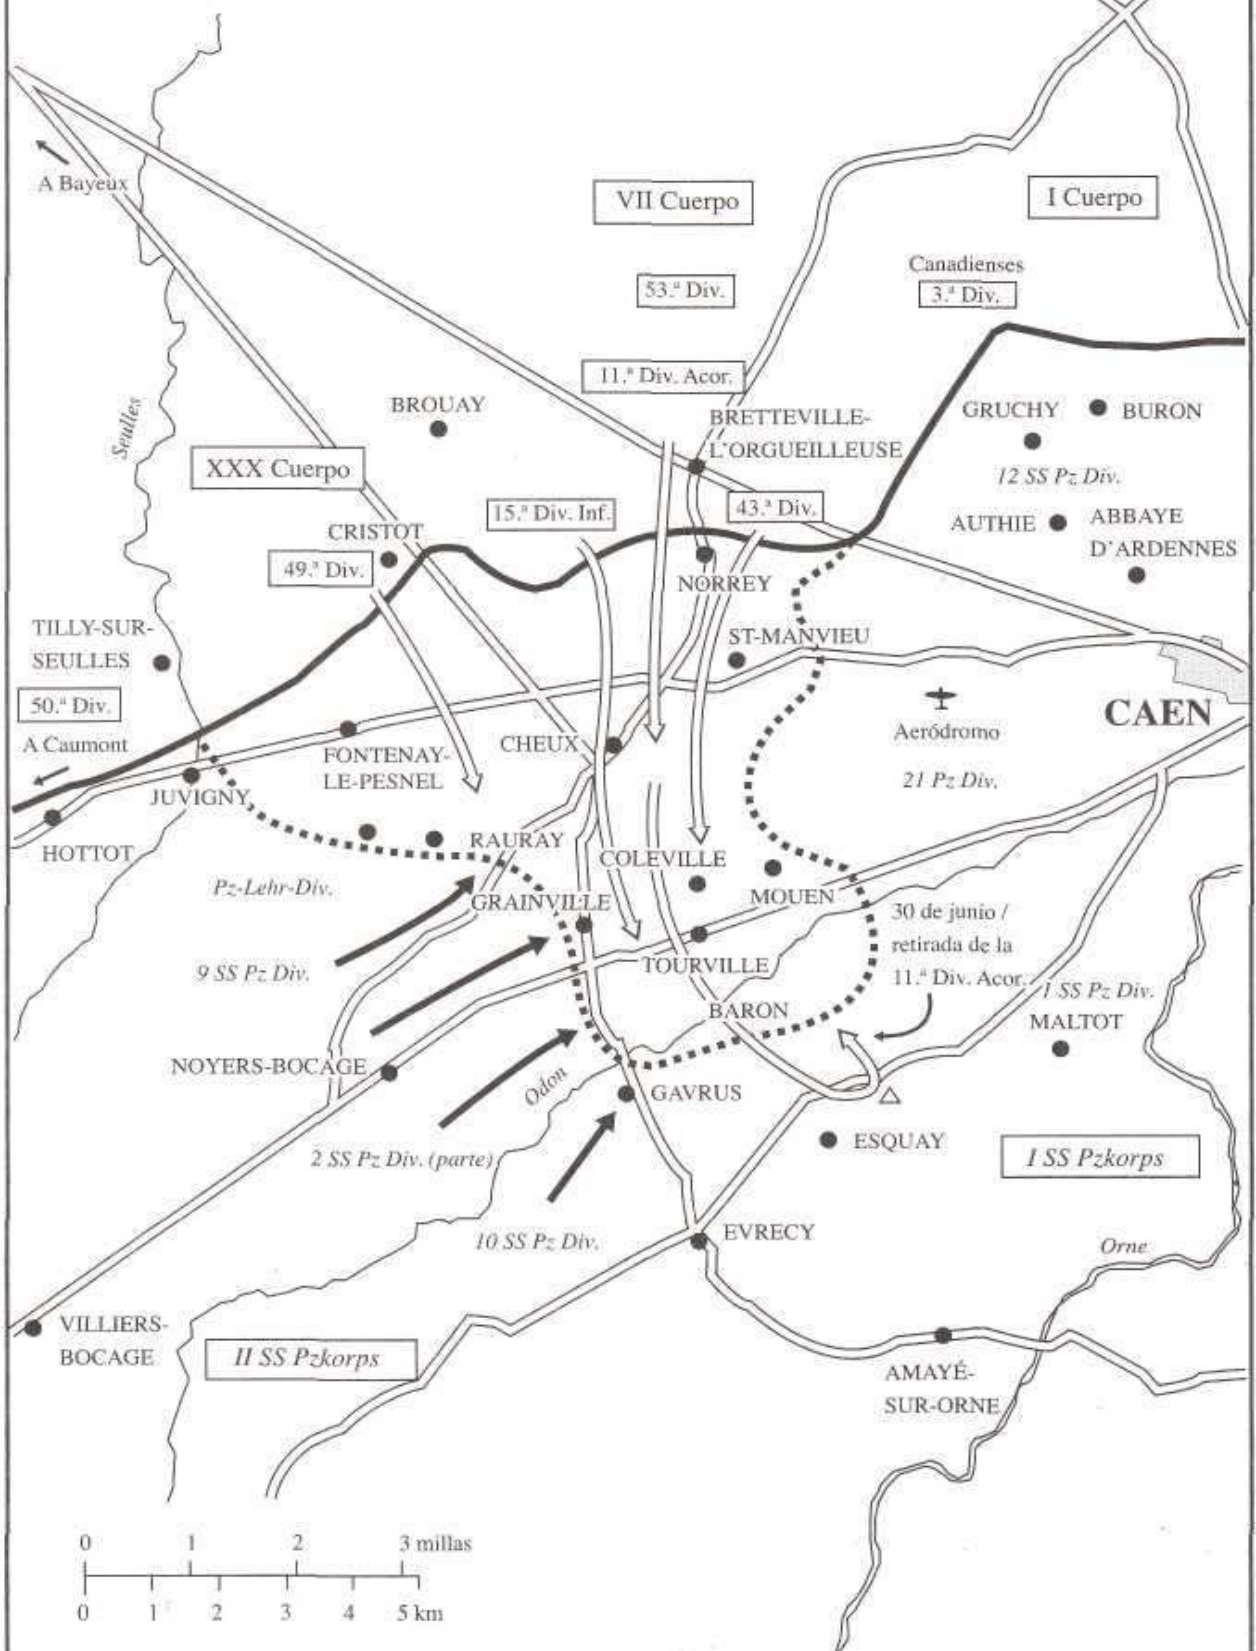 A Bayeux
VII Cuerpo
I Cuerpo
53.ª Div.
Canadienses
3.ª Div.
11.ª Div. Acor.
BROUAY
BRETTEVILLE-
L'ORGUEILLEUSE
GRUCHY
BURON
Seulles
XXX Cuerpo
12 SS Pz Div.
15.ª Div. Inf.
43.ª Div.
CRISTOT
AUTHIE
ABBAYE
D'ARDENNES
49.ª Div.
NORREY
TILLY-SUR-
SEULLES
ST-MANVIEU
50.ª Div.
CAEN
A Caumont
CHEUX
Aeródromo
FONTENAY-
LE-PESNEL
21 Pz Div.
JUVIGNY
HOTTOT
RAURAY
COLEVILLE
Pz-Lehr-Div.
GRAINVILLE
MOUEN
30 de junio /
retirada de la
11.ª Div. Acor.
9 SS Pz Div.
TOURVILLE
1 SS Pz Div.
BARON
MALTOT
NOYERS-BOCAGE
Odon
GAVRUS
ESQUAY
2 SS Pz Div. (parte)
I SS Pzkorps
10 SS Pz Div.
EVRECY
Orne
VILLIERS-
BOCAGE
II SS Pzkorps
AMAYÉ-
SUR-ORNE
0 1 2 3 millas
0 1 2 3 4 5 km